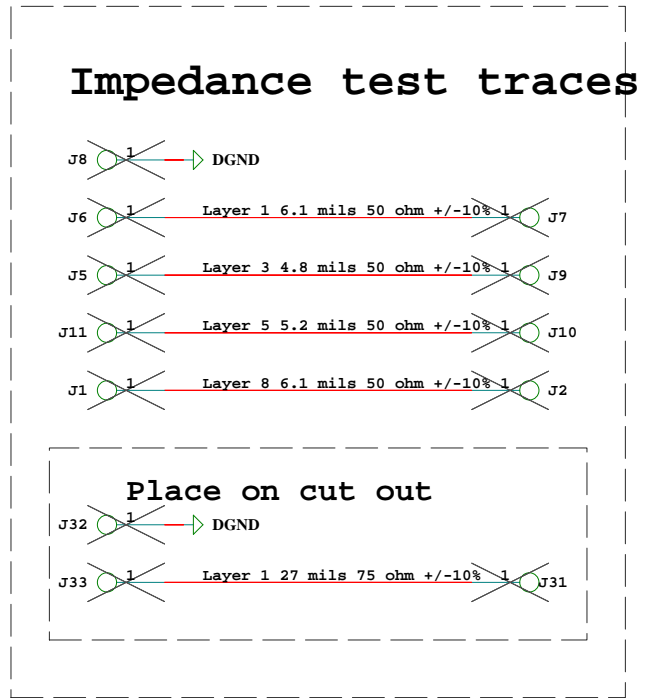 Impedance test traces
J8 1 DGND
J6 1 Layer 1 6.1 mils 50 ohm +/-10% 1 J7
J5 1 Layer 3 4.8 mils 50 ohm +/-10% 1 J9
J11 1 Layer 5 5.2 mils 50 ohm +/-10% 1 J10
J1 1 Layer 8 6.1 mils 50 ohm +/-10% 1 J2
Place on cut out
J32 1 DGND
J33 1 Layer 1 27 mils 75 ohm +/-10% 1 J31